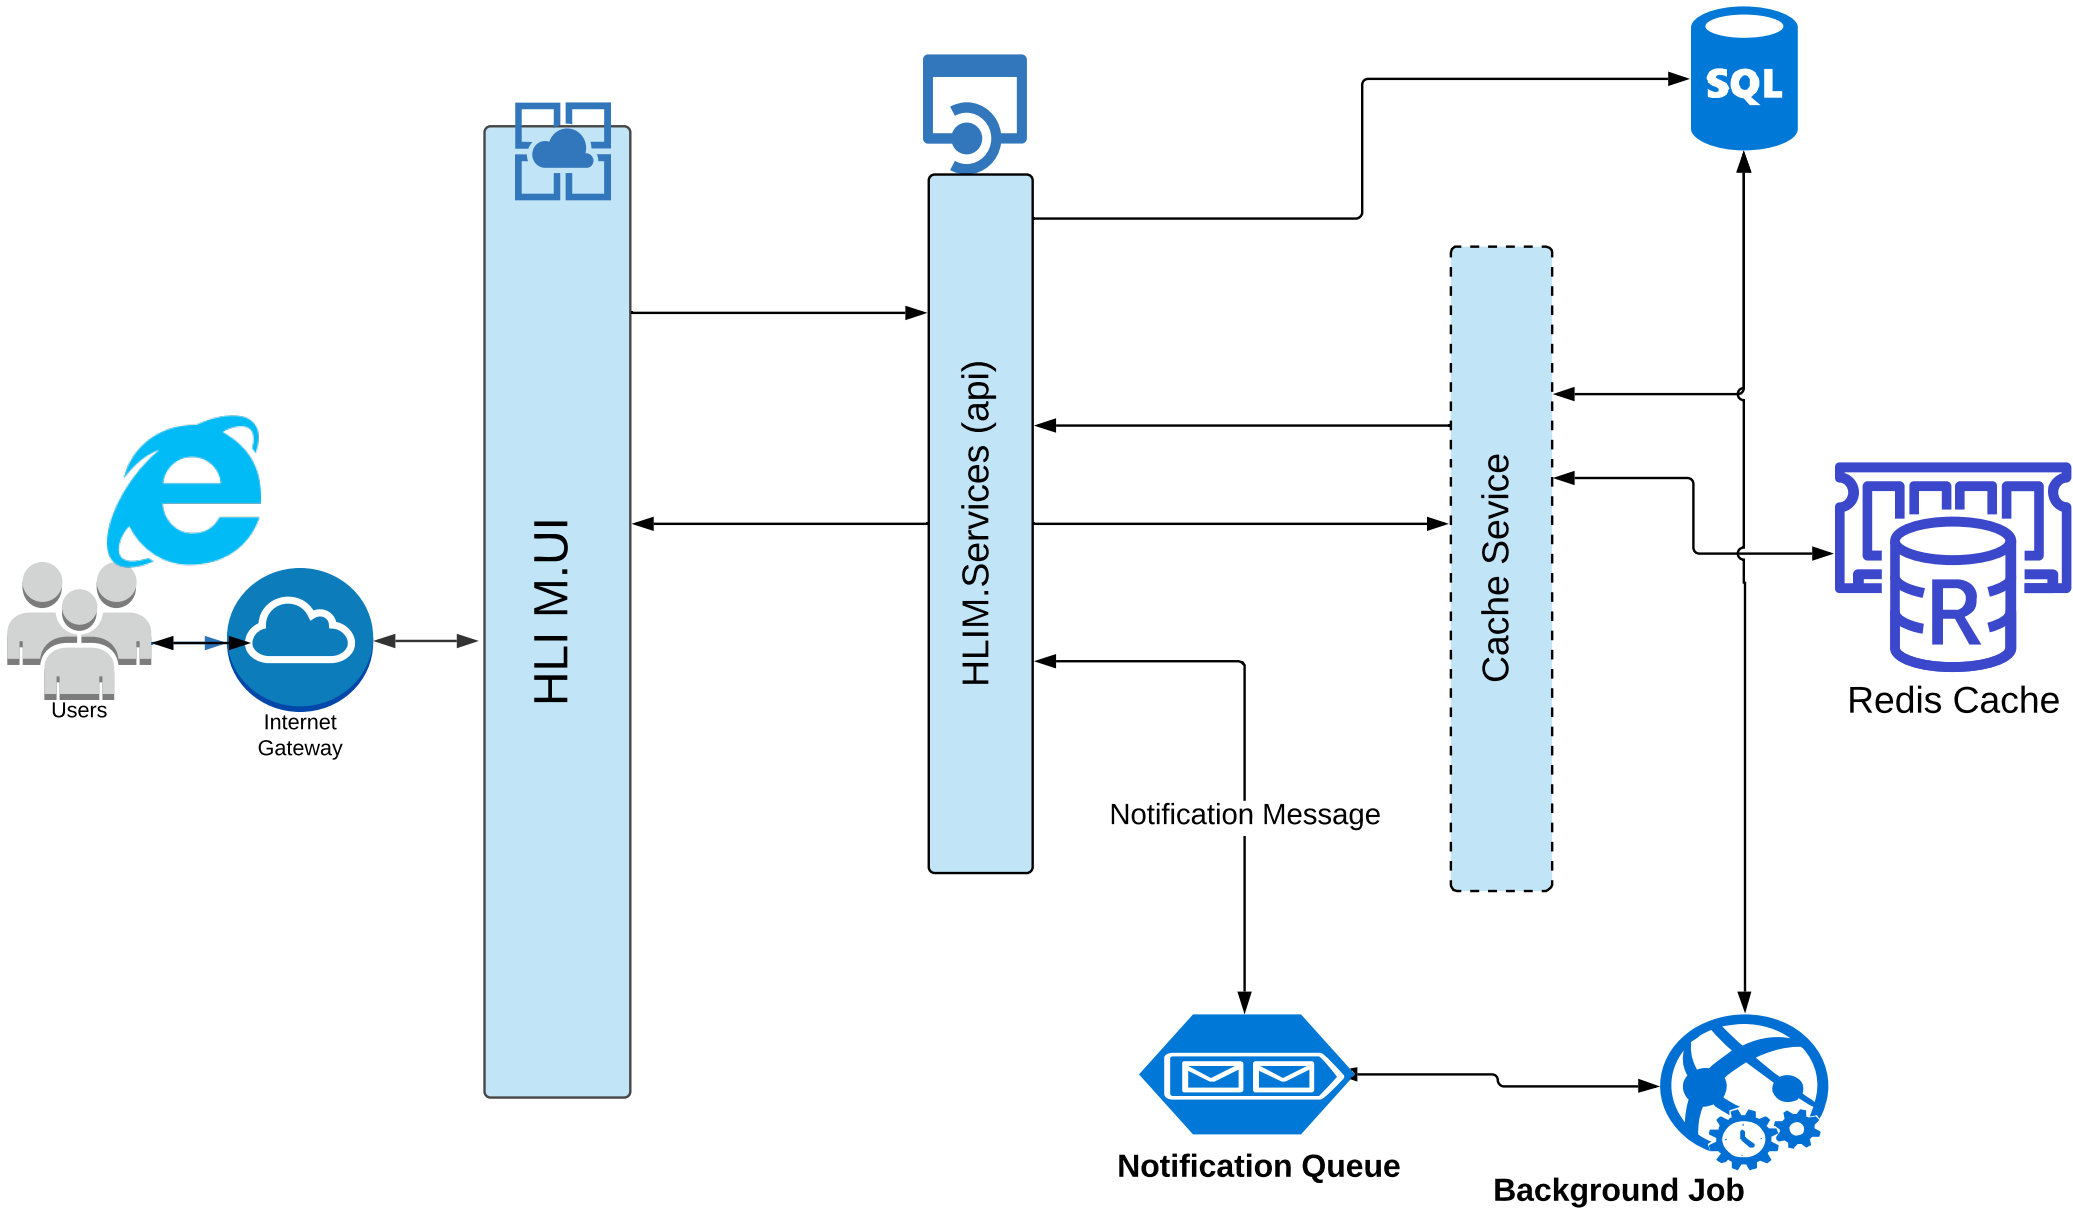 SQL
HLI M.UI
HLIM.Services (api)
Cache Sevice
R
Redis Cache
Users
Internet
Gateway
Notification Message
Notification Queue
Background Job